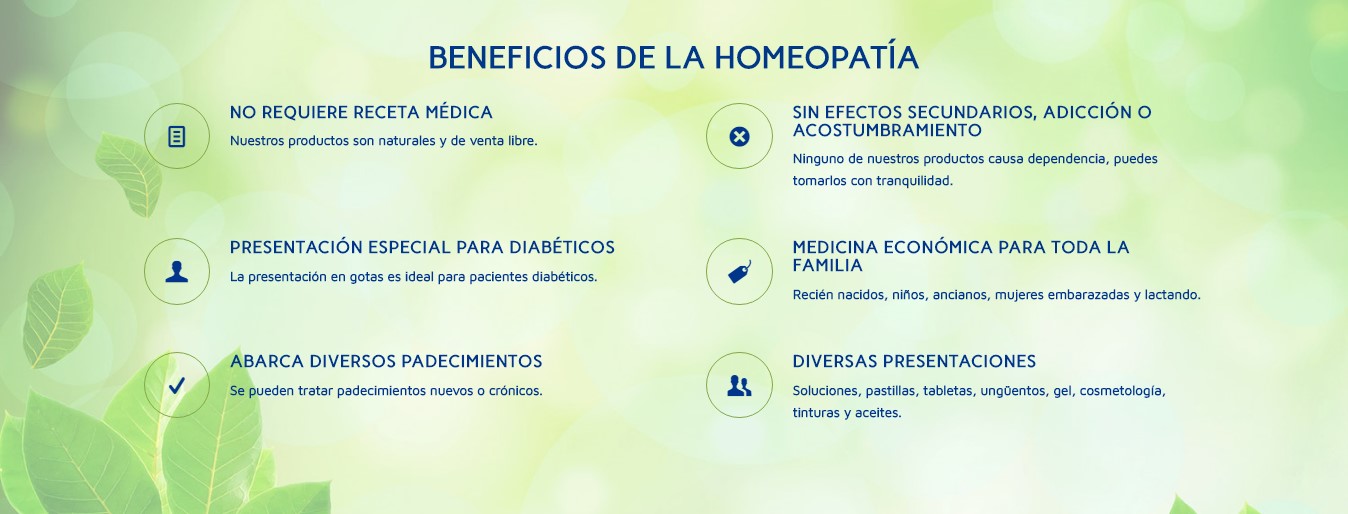 BENEFICIOS DE LA HOMEOPATÍA
NO REQUIERE RECETA MÉDICA
Nuestros productos son naturales y de venta libre.
SIN EFECTOS SECUNDARIOS, ADICCIÓN O
ACOSTUMBRAMIENTO
Ninguno de nuestros productos causa dependencia, puedes
tomarlos con tranquilidad.
PRESENTACIÓN ESPECIAL PARA DIABÉTICOS
La presentación en gotas es ideal para pacientes diabéticos.
MEDICINA ECONÓMICA PARA TODA LA
FAMILIA
Recién nacidos, niños, ancianos, mujeres embarazadas y lactando.
ABARCA DIVERSOS PADECIMIENTOS
Se pueden tratar padecimientos nuevos o crónicos.
DIVERSAS PRESENTACIONES
Soluciones, pastillas, tabletas, ungüentos, gel, cosmetología,
tinturas y aceites.